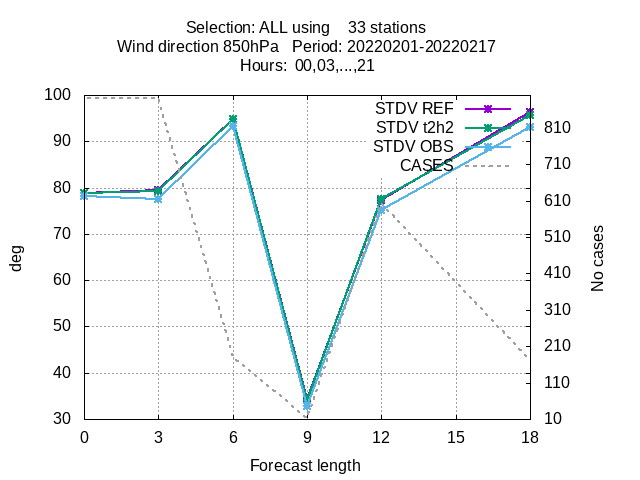 Selection: ALL using    33 stations
Wind direction 850hPa   Period: 20220201-20220217
Hours:  00,03,...,21
100
90
80
70
60
50
40
30
deg
STDV REF
STDV t2h2
STDV OBS
CASES
810
710
610
510
410
310
210
110
10
No cases
0 3 6 9 12 15 18
Forecast length